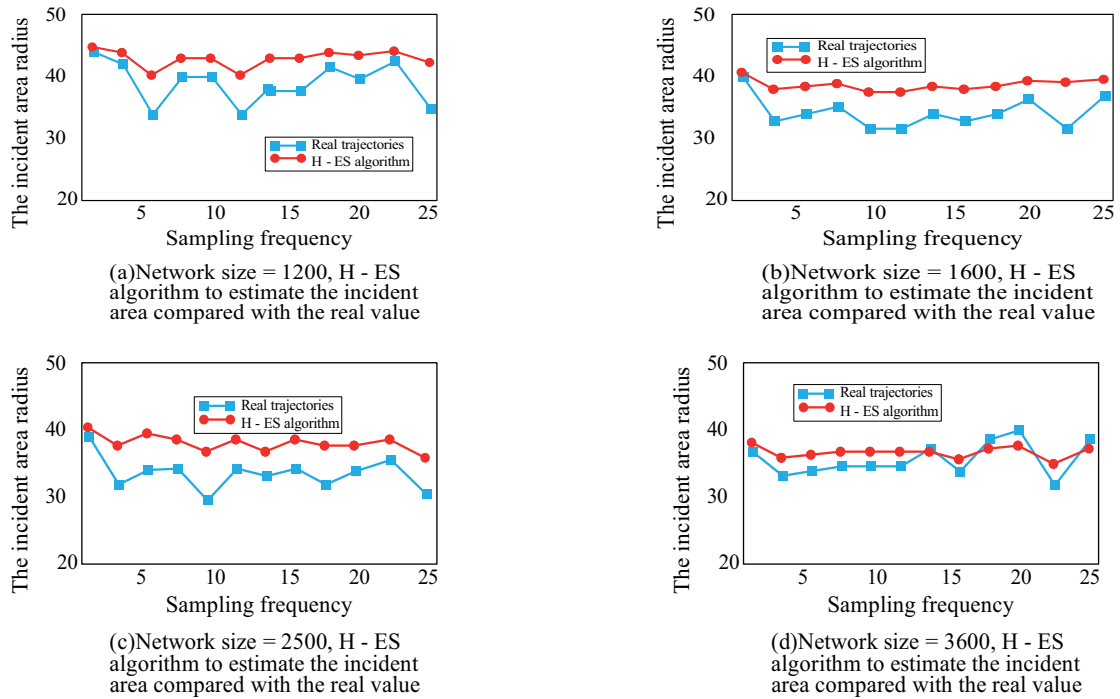 The incident area radius
50
40
30
20
Real trajectories
H - ES algorithm
5
10
15
20
25
Sampling frequency
(a)Network size = 1200, H - ES
algorithm to estimate the incident
area compared with the real value
The incident area radius
50
40
30
20
Real trajectories
H - ES algorithm
5
10
15
20
25
Sampling frequency
(b)Network size = 1600, H - ES
algorithm to estimate the incident
area compared with the real value
The incident area radius
50
40
30
20
Real trajectories
H - ES algorithm
5
10
15
20
25
Sampling frequency
(c)Network size = 2500, H - ES
algorithm to estimate the incident
area compared with the real value
The incident area radius
50
40
30
20
Real trajectories
H - ES algorithm
5
10
15
20
25
Sampling frequency
(d)Network size = 3600, H - ES
algorithm to estimate the incident
area compared with the real value